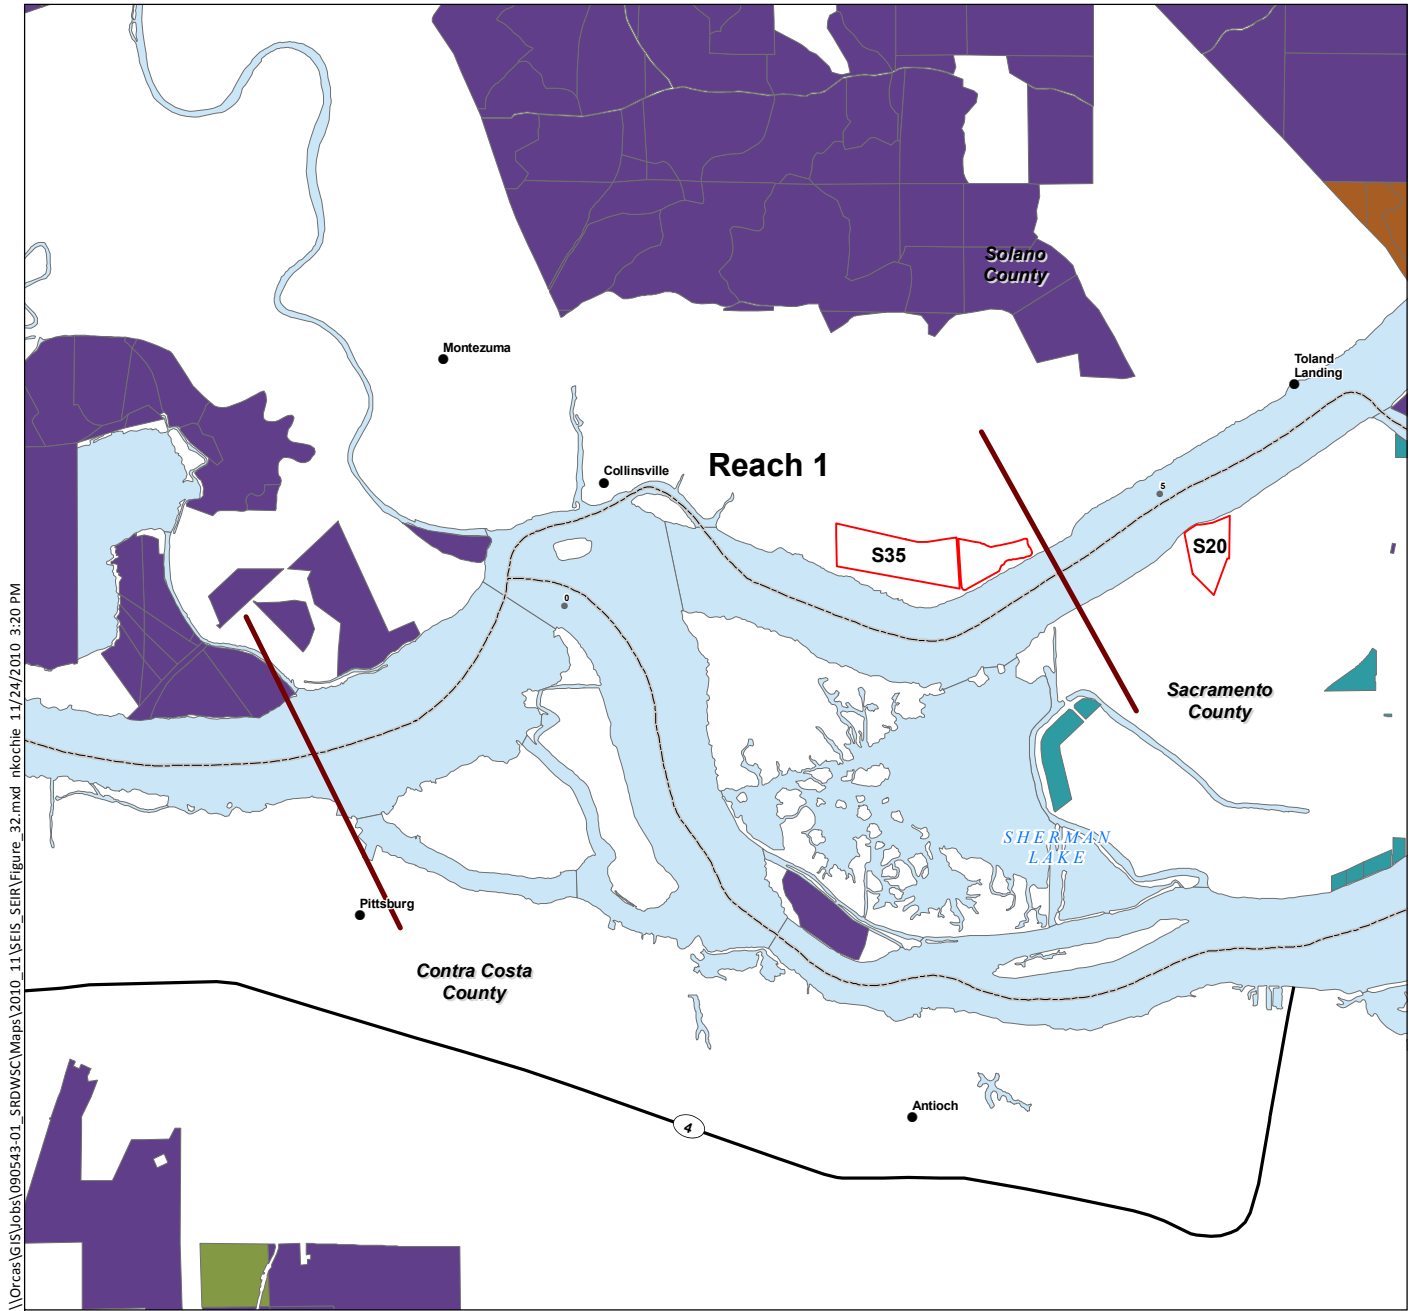 Solano
County
Montezuma
Toland
Landing
Collinsville
Reach 1
5
S35
S20
0
Sacramento
County
SHERMAN
LAKE
Pittsburg
Contra Costa
County
Antioch
4
\\Orcas\GIS\Jobs\090543-01_SRDWSC\Maps\2010_11\SEIS_SEIR\Figure_32.mxd nkochie 11/24/2010 3:20 PM